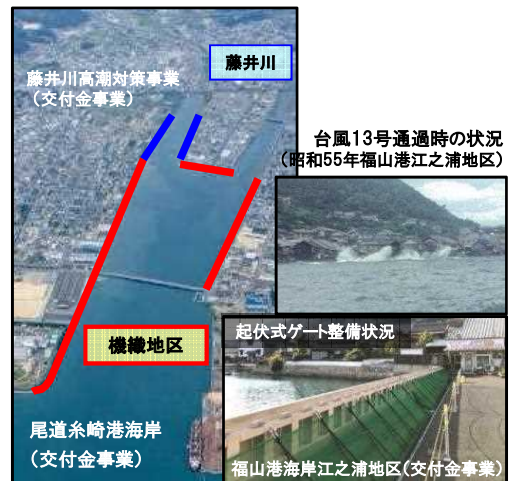 藤井川
藤井川高潮対策事業
（交付金事業）
台風13号通過時の状況
（昭和55年福山港江之浦地区）
起伏式ゲート整備状況
機織地区
尾道糸崎港海岸
（交付金事業）
福山港海岸江之浦地区（交付金事業）